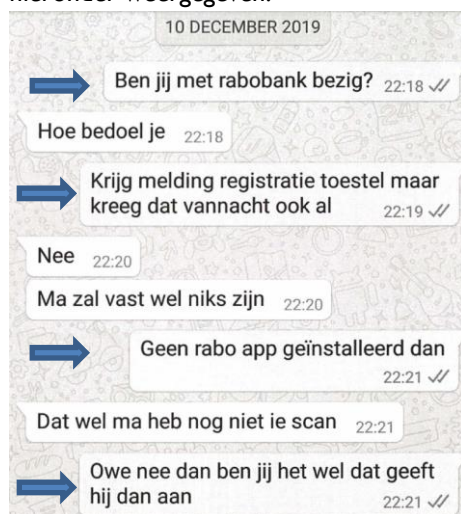 10 DECEMBER 2019
Ben jij met rabobank bezig? 22:18
Hoe bedoel je 22:18
Krijg melding registratie toestel maar
kreeg dat vannacht ook al 22:19
Nee 22:20
Ma zal vast wel niks zijn 22:20
Geen rabo app geïnstalleerd dan
22:21
Dat wel ma heb nog niet ie scan 22:21
Owe nee dan ben jij het wel dat geeft
hij dan aan 22:21